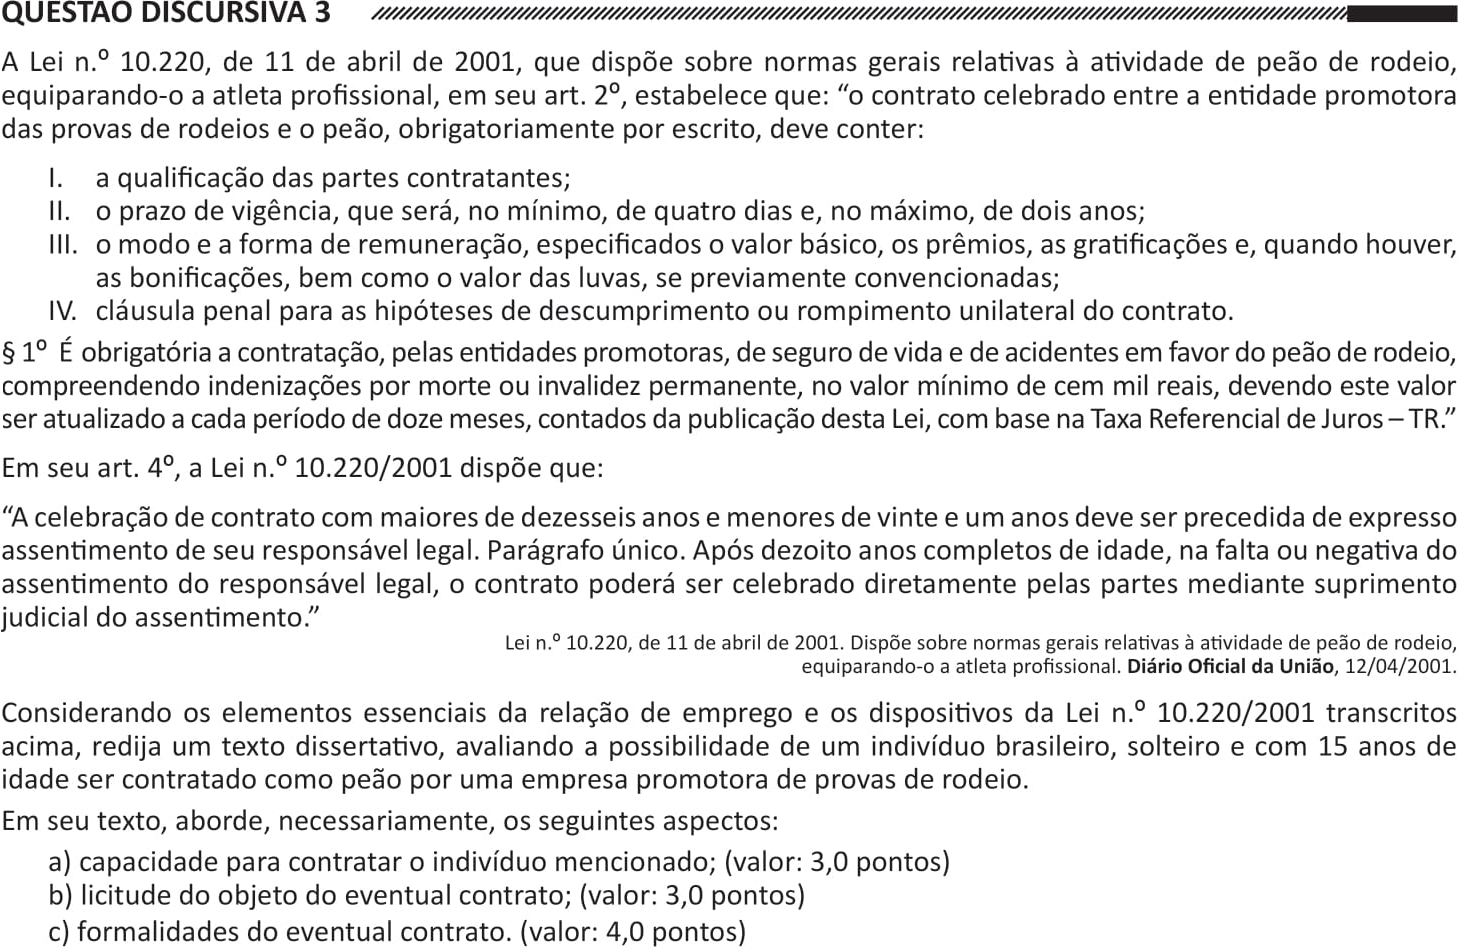 QUESTÃO DISCURSIVA 3
A Lei n.º 10.220, de 11 de abril de 2001, que dispõe sobre normas gerais relativas à atividade de peão de rodeio,
equiparando-o a atleta profissional, em seu art. 2º, estabelece que: “o contrato celebrado entre a entidade promotora
das provas de rodeios e o peão, obrigatoriamente por escrito, deve conter:
I. a qualificação das partes contratantes;
II. o prazo de vigência, que será, no mínimo, de quatro dias e, no máximo, de dois anos;
III. o modo e a forma de remuneração, especificados o valor básico, os prêmios, as gratificações e, quando houver,
as bonificações, bem como o valor das luvas, se previamente convencionadas;
IV. cláusula penal para as hipóteses de descumprimento ou rompimento unilateral do contrato.
§ 1º É obrigatória a contratação, pelas entidades promotoras, de seguro de vida e de acidentes em favor do peão de rodeio,
compreendendo indenizações por morte ou invalidez permanente, no valor mínimo de cem mil reais, devendo este valor
ser atualizado a cada período de doze meses, contados da publicação desta Lei, com base na Taxa Referencial de Juros – TR.”
Em seu art. 4º, a Lei n.º 10.220/2001 dispõe que:
“A celebração de contrato com maiores de dezesseis anos e menores de vinte e um anos deve ser precedida de expresso
assentimento de seu responsável legal. Parágrafo único. Após dezoito anos completos de idade, na falta ou negativa do
assentimento do responsável legal, o contrato poderá ser celebrado diretamente pelas partes mediante suprimento
judicial do assentimento.”
Lei n.º 10.220, de 11 de abril de 2001. Dispõe sobre normas gerais relativas à atividade de peão de rodeio,
equiparando-o a atleta profissional. Diário Oficial da União, 12/04/2001.
Considerando os elementos essenciais da relação de emprego e os dispositivos da Lei n.º 10.220/2001 transcritos
acima, redija um texto dissertativo, avaliando a possibilidade de um indivíduo brasileiro, solteiro e com 15 anos de
idade ser contratado como peão por uma empresa promotora de provas de rodeio.
Em seu texto, aborde, necessariamente, os seguintes aspectos:
a) capacidade para contratar o indivíduo mencionado; (valor: 3,0 pontos)
b) licitude do objeto do eventual contrato; (valor: 3,0 pontos)
c) formalidades do eventual contrato. (valor: 4,0 pontos)